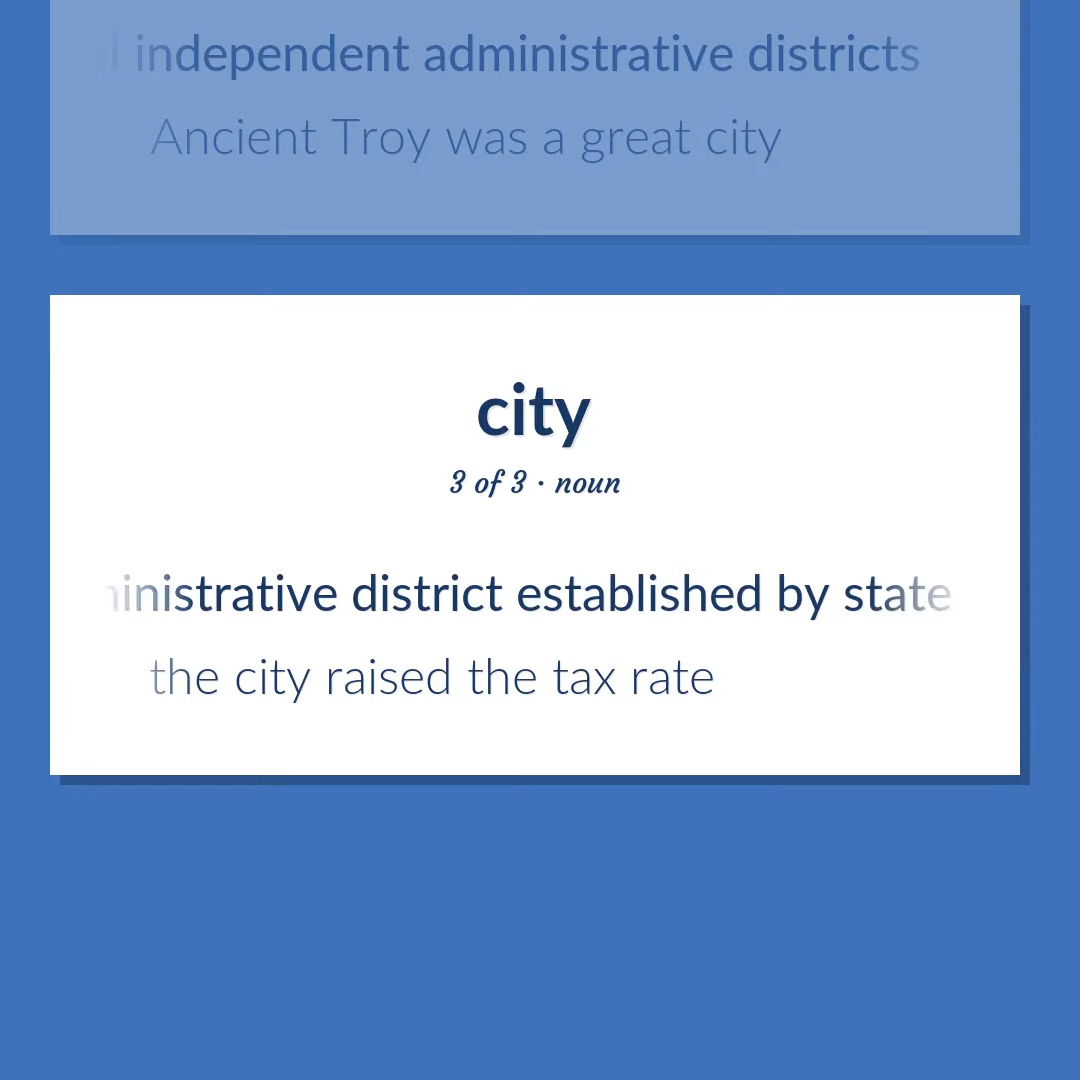 independent administrative districts
Ancient Troy was a great city
city
3 of 3 · noun
inistrative district established by state
the city raised the tax rate